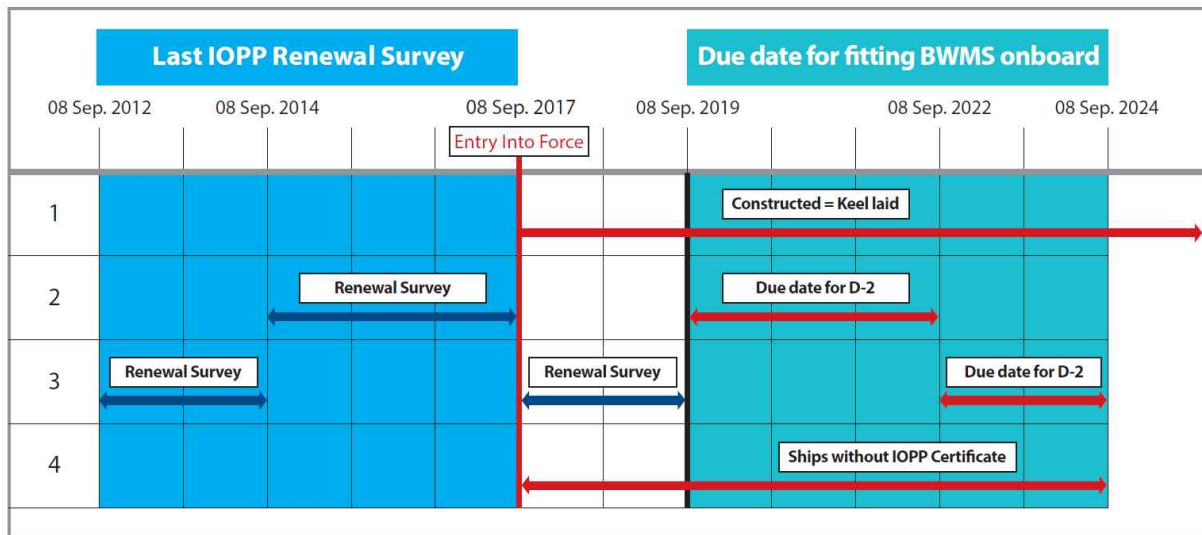 Last IOPP Renewal Survey
Due date for fitting BWMS onboard
08 Sep. 2012
08 Sep. 2014
08 Sep. 2017
08 Sep. 2019
08 Sep. 2022
08 Sep. 2024
Entry Into Force
1
Constructed = Keel laid
2
Renewal Survey
Due date for D-2
3
Renewal Survey
Renewal Survey
Due date for D-2
4
Ships without IOPP Certificate